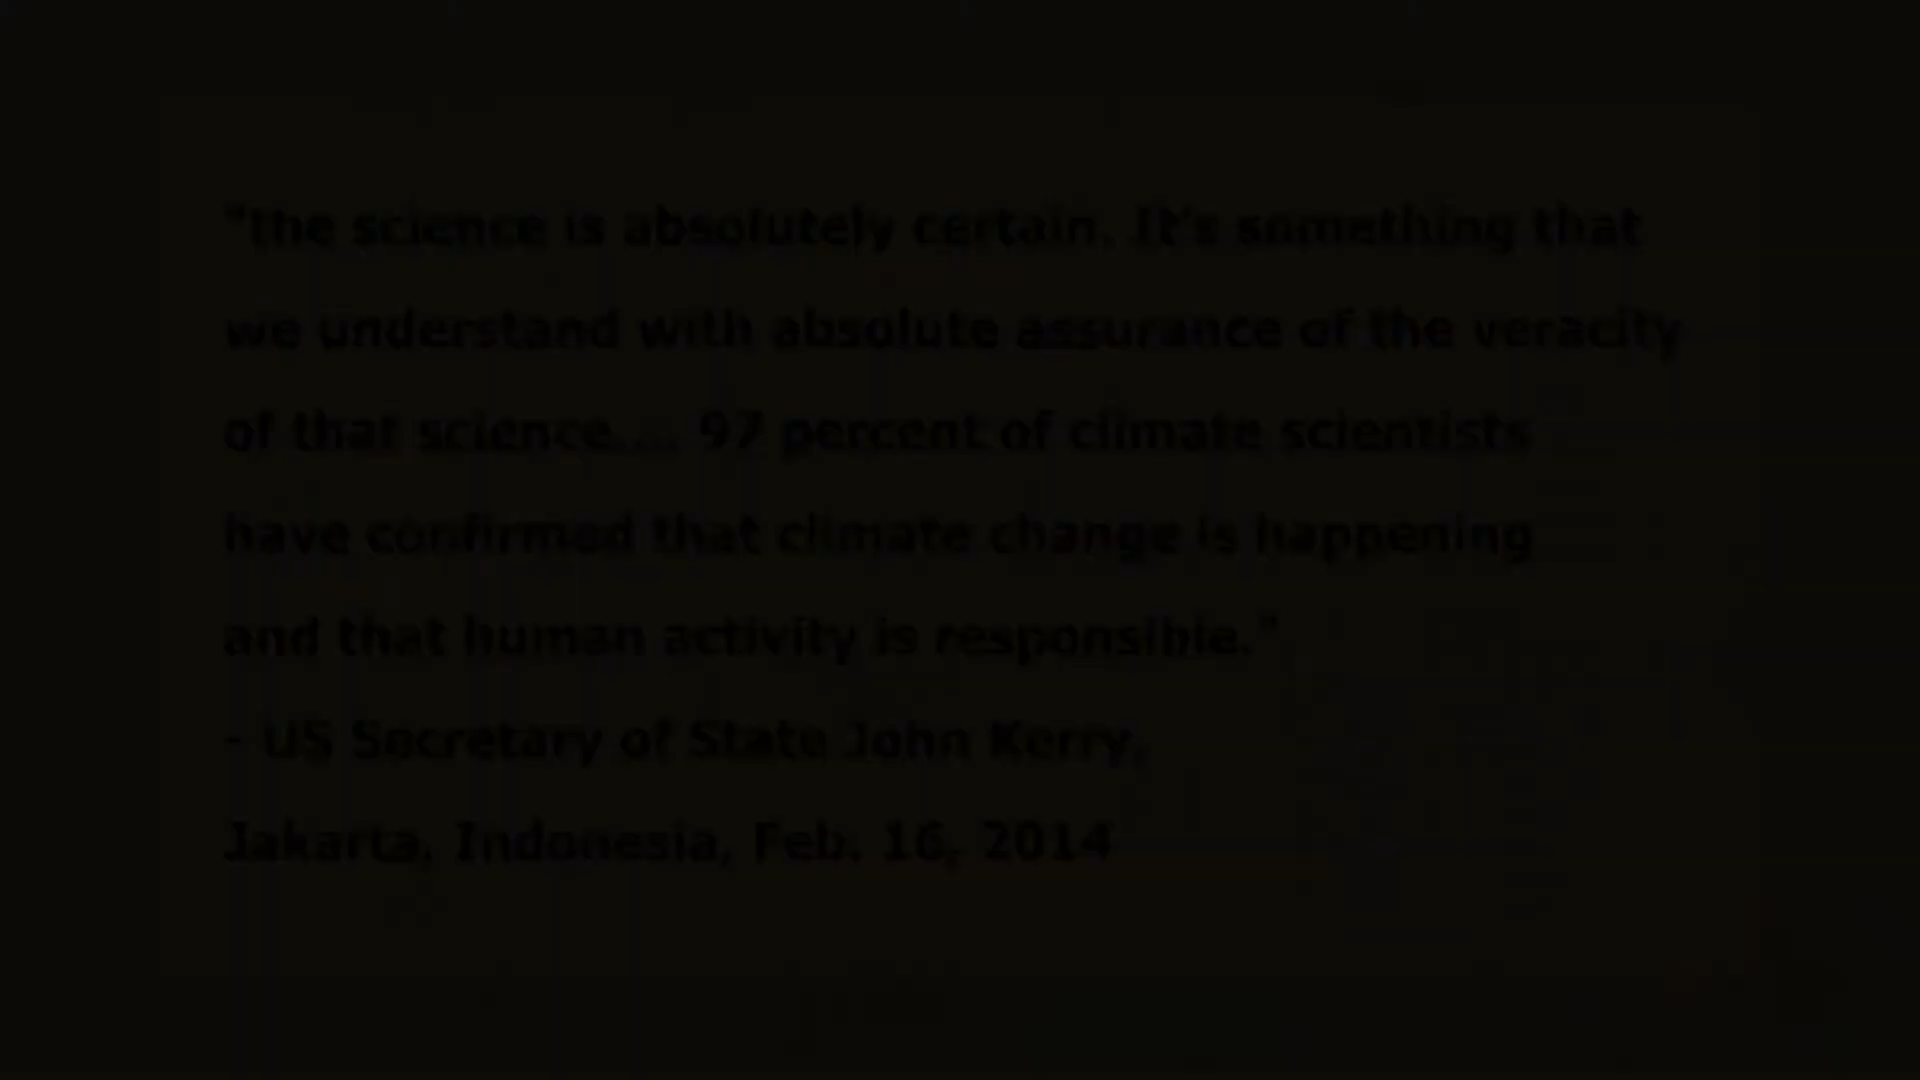 "the science is absolutely certain. It's something that
we understand with absolute assurance of the veracity
of that science.... 97 percent of climate scientists
have confirmed that climate change is happening
and that human activity is responsible."
- US Secretary of State John Kerry,
Jakarta, Indonesia, Feb. 16, 2014